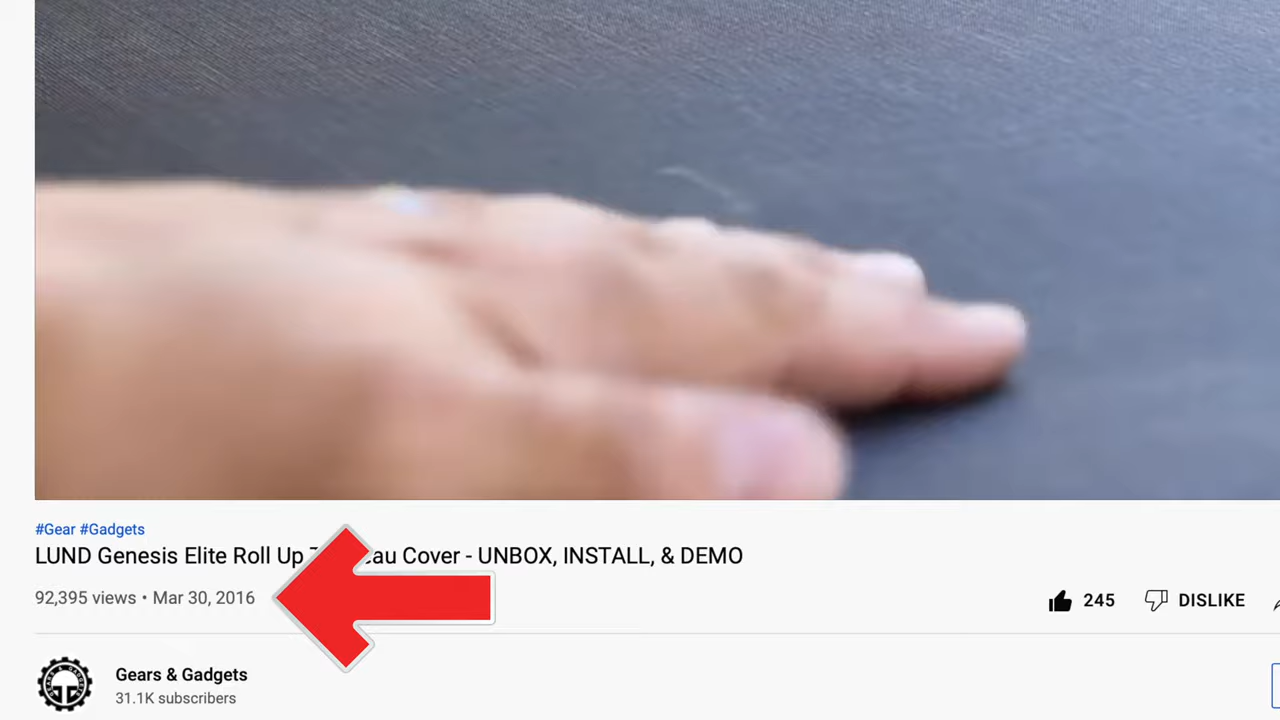 #Gear #Gadgets
LUND Genesis Elite Roll Up Cover - UNBOX, INSTALL, & DEMO
92,395 views • Mar 30, 2016
245 DISLIKE
Gears & Gadgets
31.1K subscribers